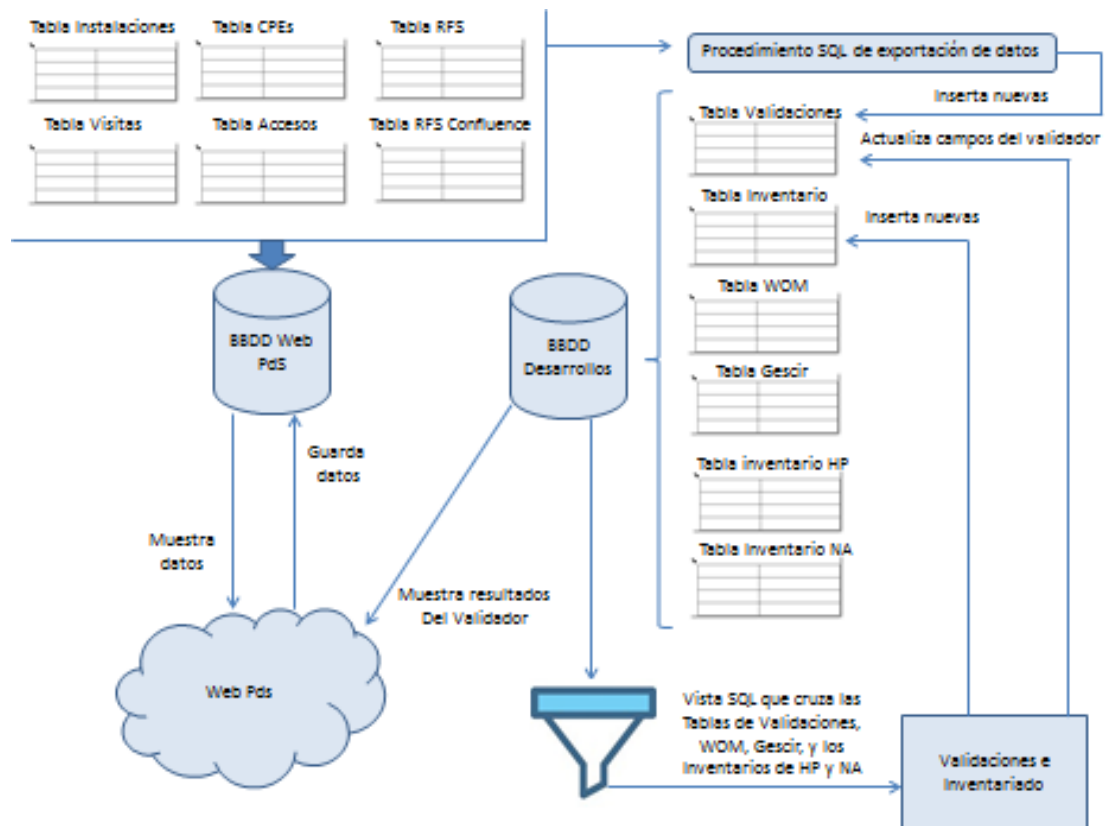 Tabla Instalaciones
Tabla CPEs
Tabla RFS
Tabla Visitas
Tabla Accesos
Tabla RFS Confluence
Procedimiento SQL de exportación de datos
Inserta nuevas
Tabla Validaciones
Actualiza campos del validador
Tabla Inventario
Inserta nuevas
Tabla WOM
Tabla Gescir
Tabla inventario HP
Tabla Inventario NA
BBDD Web
PdS
BBDD
Desarrollos
Guarda
datos
Muestra
datos
Muestra resultados
Del Validador
Web Pds
Vista SQL que cruza las
Tablas de Validaciones,
WOM, Gescir, y los
Inventarios de HP y NA
Validaciones e
Inventariado